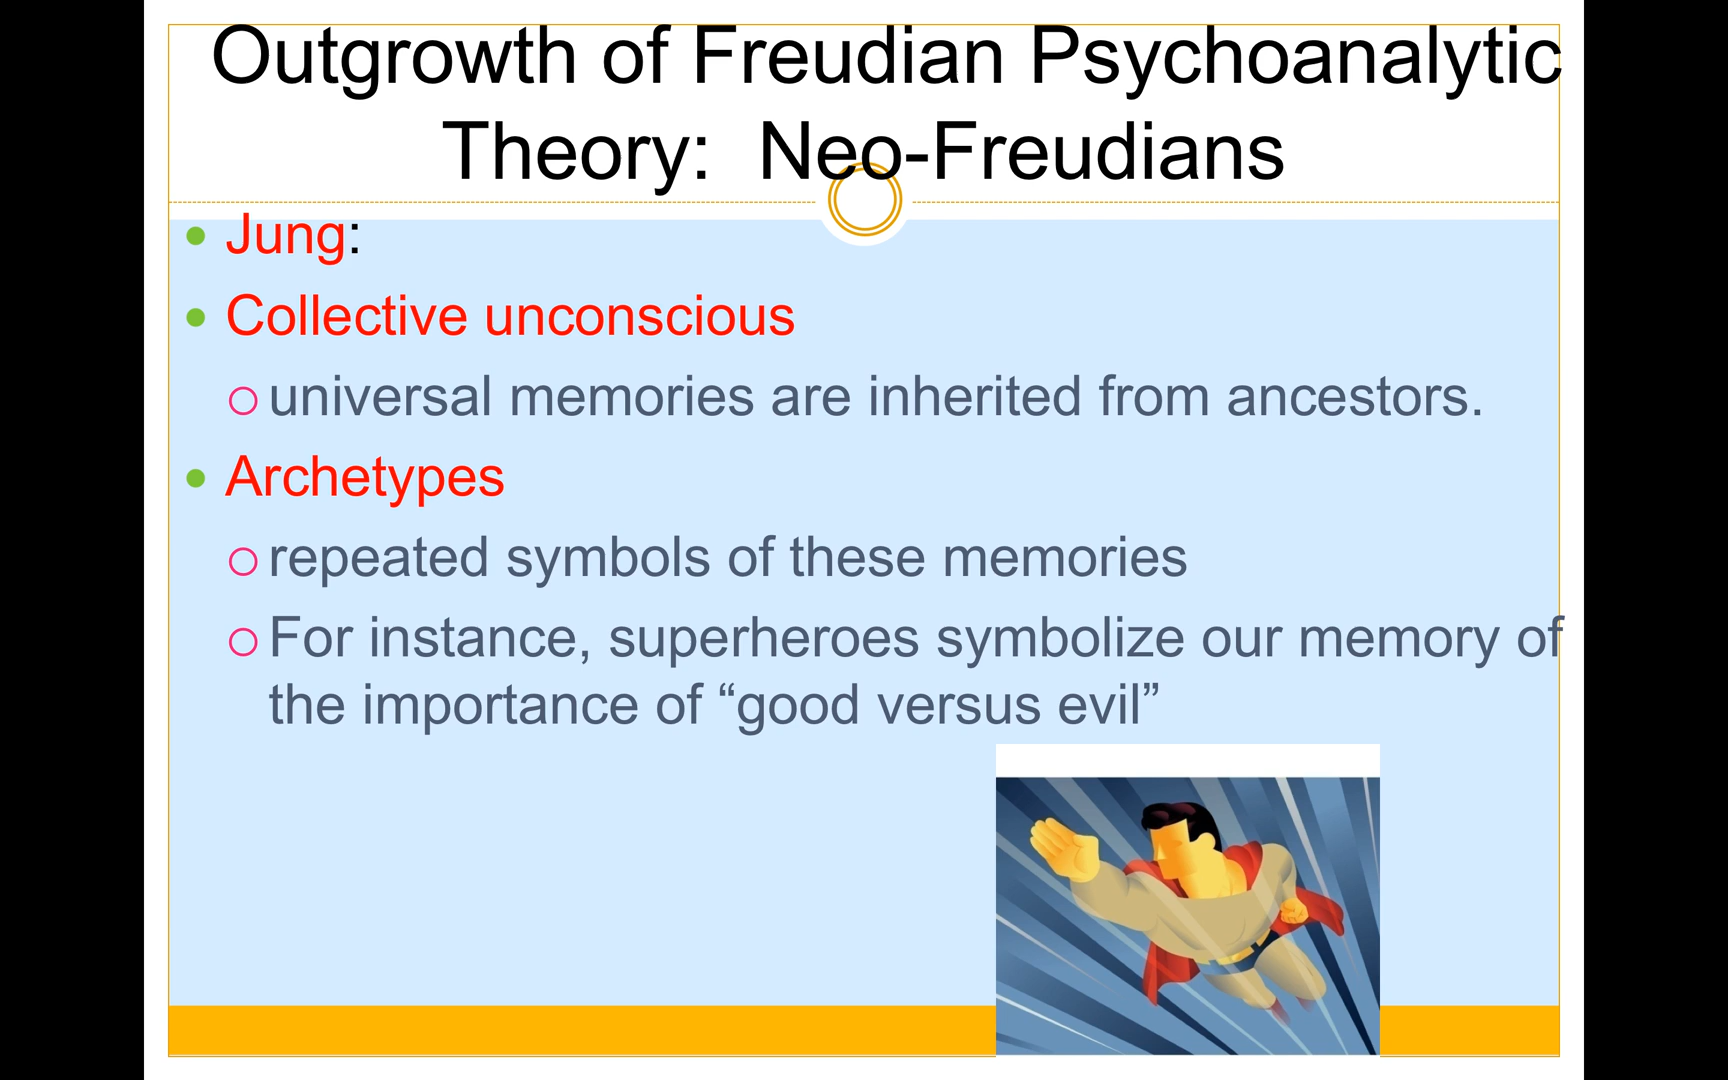 Outgrowth of Freudian Psychoanalytic
Theory:  Neo-Freudians
Jung:
Collective unconscious
universal memories are inherited from ancestors.
Archetypes
repeated symbols of these memories
For instance, superheroes symbolize our memory of
the importance of “good versus evil”